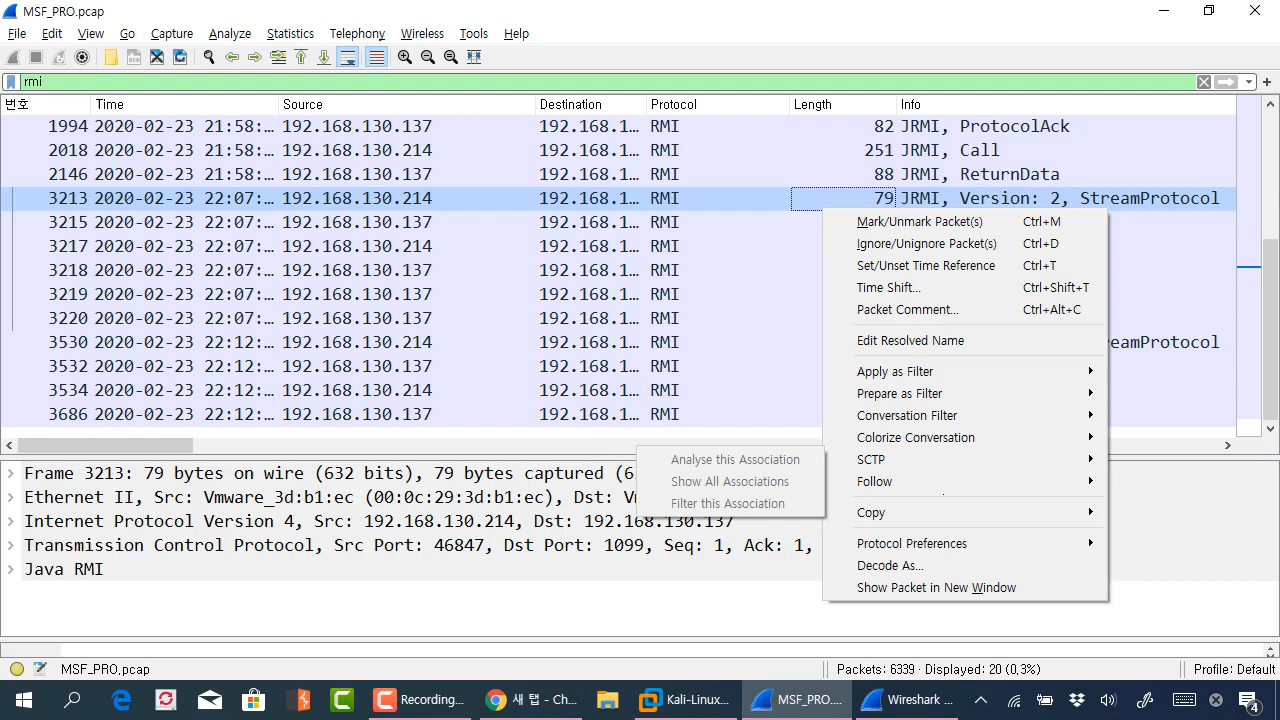 MSF_PRO.pcap
File Edit View Go Capture Analyze Statistics Telephony Wireless Tools Help
rmi
번호 Time Source Destination Protocol Length Info
1994 2020-02-23 21:58:... 192.168.130.137 192.168.1... RMI 82 JRMI, ProtocolAck
2018 2020-02-23 21:58:... 192.168.130.214 192.168.1... RMI 251 JRMI, Call
2146 2020-02-23 21:58:... 192.168.130.137 192.168.1... RMI 88 JRMI, ReturnData
3213 2020-02-23 22:07:... 192.168.130.214 192.168.1... RMI 79 JRMI, Version: 2, StreamProtocol
3215 2020-02-23 22:07:... 192.168.130.137 192.168.1... RMI
3217 2020-02-23 22:07:... 192.168.130.214 192.168.1... RMI
3218 2020-02-23 22:07:... 192.168.130.137 192.168.1... RMI
3219 2020-02-23 22:07:... 192.168.130.214 192.168.1... RMI
3220 2020-02-23 22:07:... 192.168.130.137 192.168.1... RMI
3530 2020-02-23 22:12:... 192.168.130.214 192.168.1... RMI eamProtocol
3532 2020-02-23 22:12:... 192.168.130.137 192.168.1... RMI
3534 2020-02-23 22:12:... 192.168.130.214 192.168.1... RMI
3686 2020-02-23 22:12:... 192.168.130.137 192.168.1... RMI
Mark/Unmark Packet(s) Ctrl+M
Ignore/Unignore Packet(s) Ctrl+D
Set/Unset Time Reference Ctrl+T
Time Shift... Ctrl+Shift+T
Packet Comment... Ctrl+Alt+C
Edit Resolved Name
Apply as Filter
Prepare as Filter
Conversation Filter
Colorize Conversation
SCTP
Follow
Copy
Protocol Preferences
Decode As...
Show Packet in New Window
Analyse this Association
Show All Associations
Filter this Association
Frame 3213: 79 bytes on wire (632 bits), 79 bytes captured (6
Ethernet II, Src: Vmware_3d:b1:ec (00:0c:29:3d:b1:ec), Dst: Vm
Internet Protocol Version 4, Src: 192.168.130.214, Dst: 192.168.130.137
Transmission Control Protocol, Src Port: 46847, Dst Port: 1099, Seq: 1, Ack: 1,
Java RMI
MSF_PRO.pcap Packets: 6339 · Displayed: 20 (0,3%) Profile: Default
Recording... 새 탭 - Ch... Kali-Linux... MSF_PRO.... Wireshark ... 4